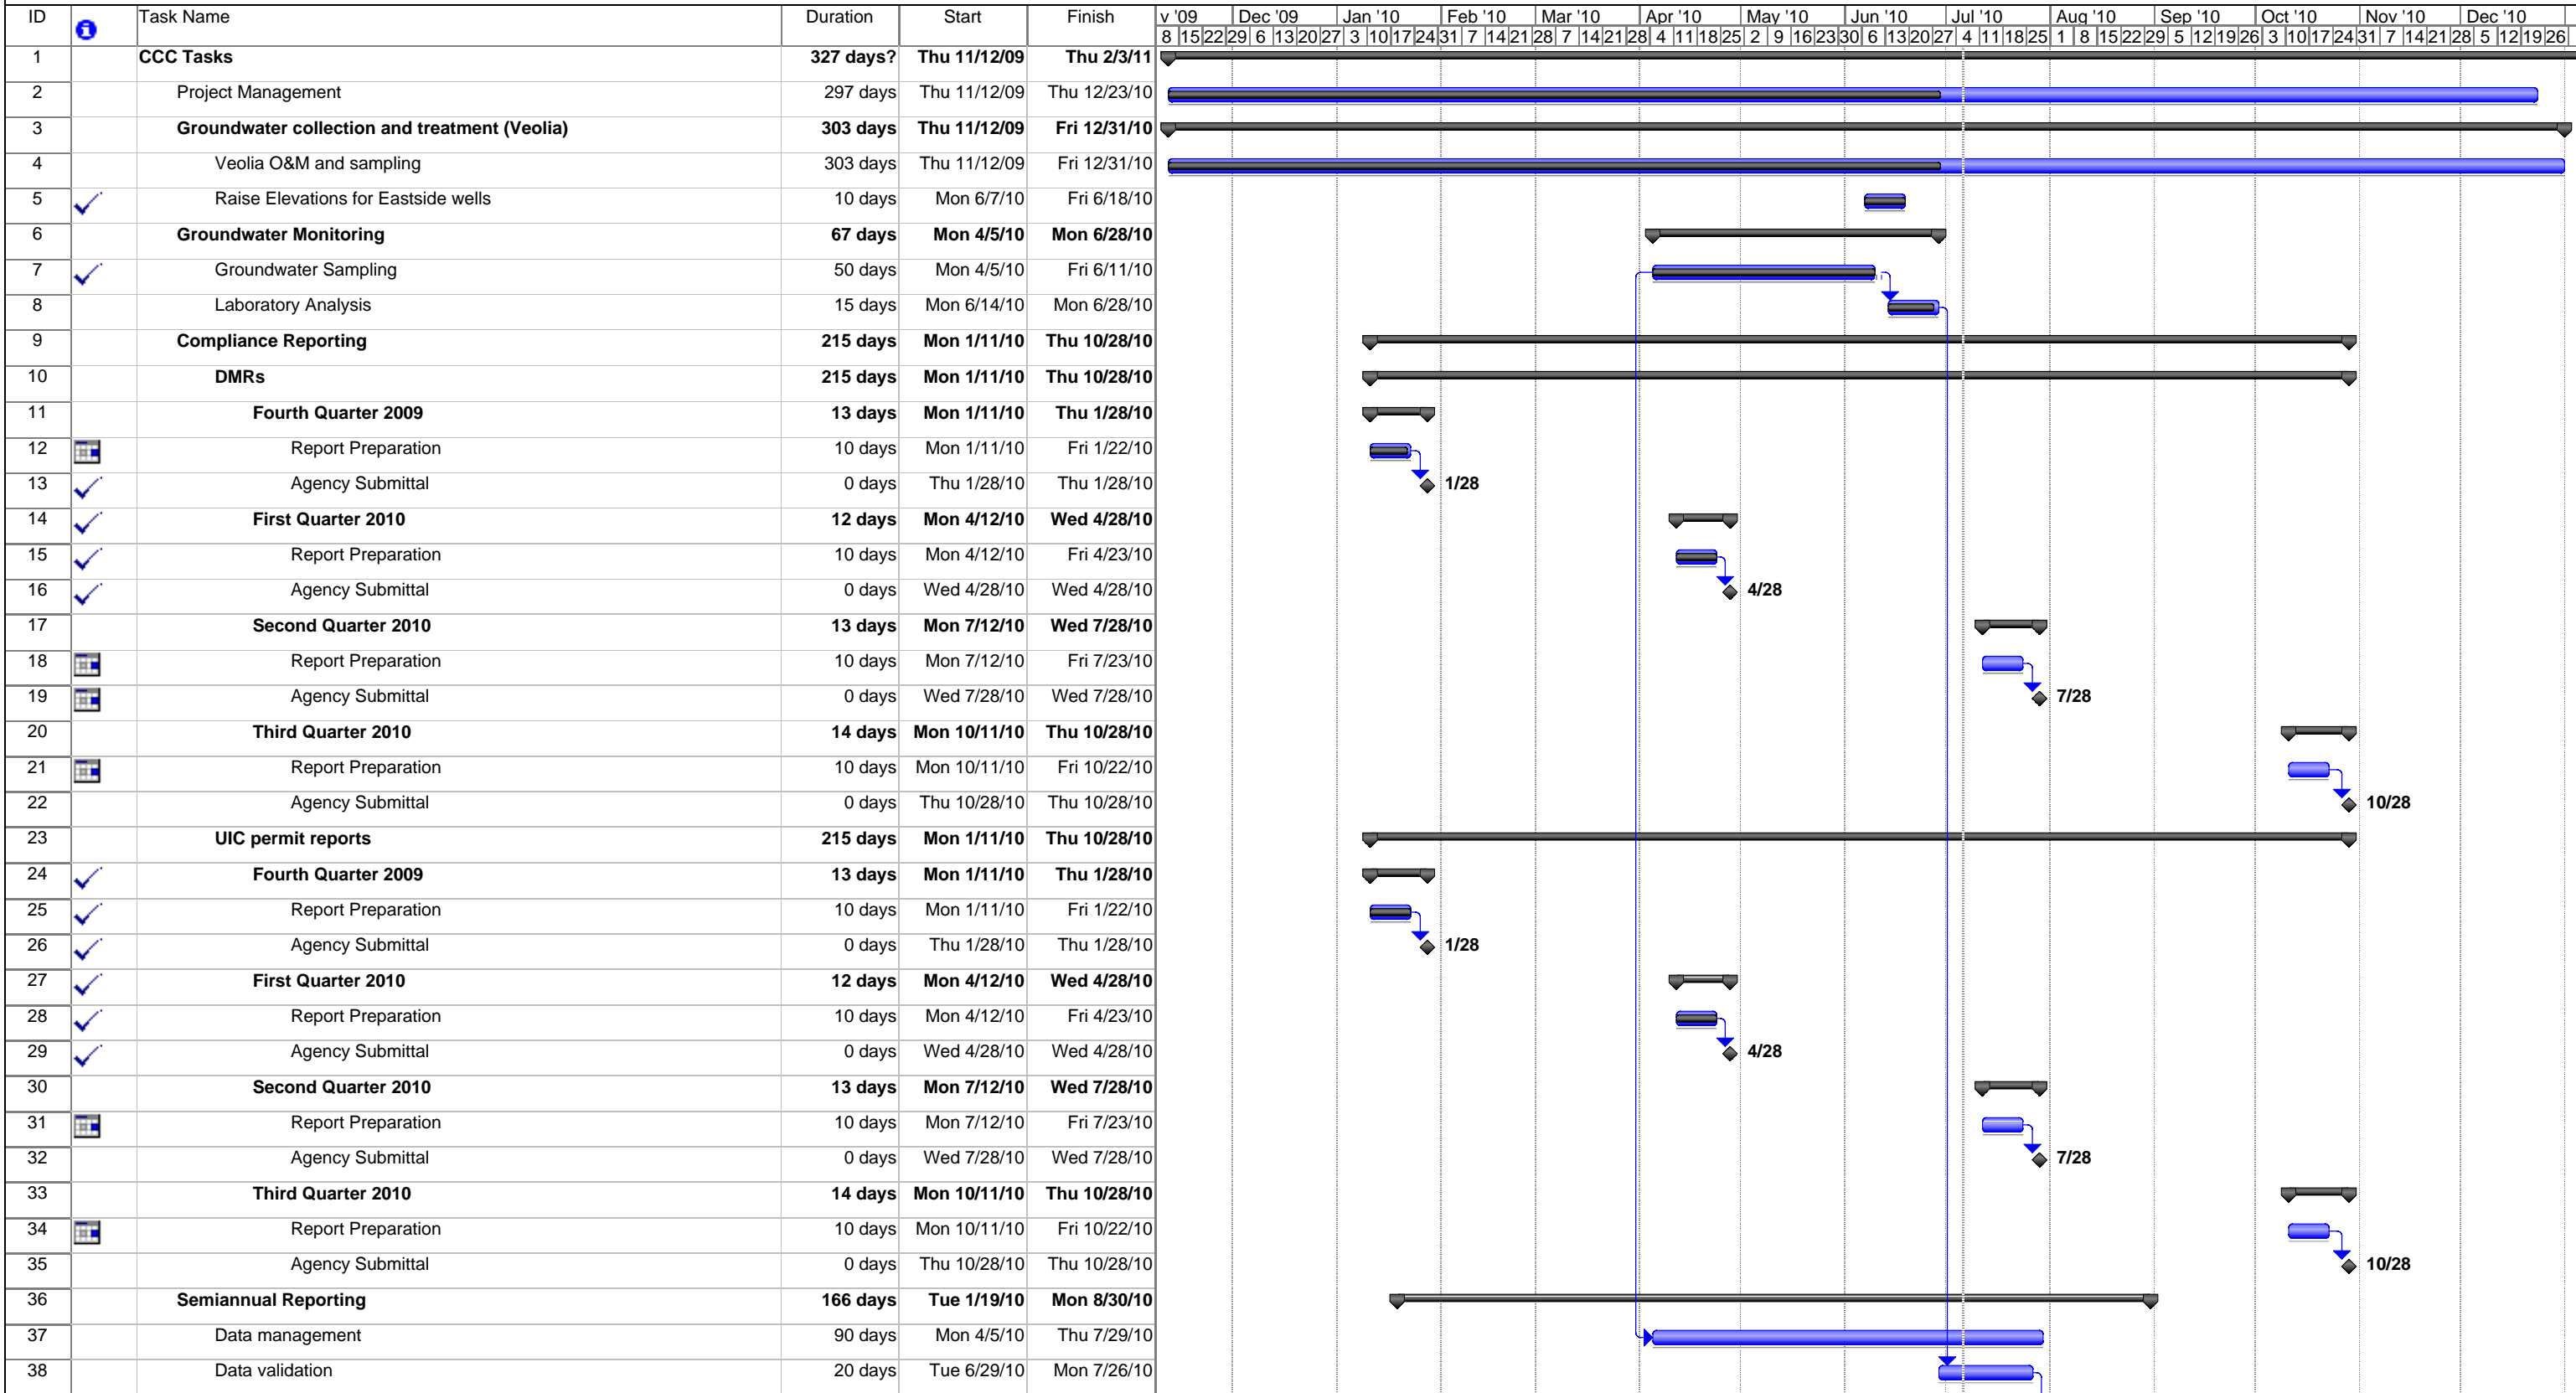 ID Task Name Duration Start Finish v '09 Dec '09 Jan '10 Feb '10 Mar '10 Apr '10 May '10 Jun '10 Jul '10 Aug '10 Sep '10 Oct '10 Nov '10 Dec '10
8 15 22 29 6 13 20 27 3 10 17 24 31 7 14 21 28 7 14 21 28 4 11 18 25 2 9 16 23 30 6 13 20 27 4 11 18 25 1 8 15 22 29 5 12 19 26 3 10 17 24 31 7 14 21 28 5 12 19 26
1 CCC Tasks 327 days? Thu 11/12/09 Thu 2/3/11
2 Project Management 297 days Thu 11/12/09 Thu 12/23/10
3 Groundwater collection and treatment (Veolia) 303 days Thu 11/12/09 Fri 12/31/10
4 Veolia O&M and sampling 303 days Thu 11/12/09 Fri 12/31/10
5 Raise Elevations for Eastside wells 10 days Mon 6/7/10 Fri 6/18/10
6 Groundwater Monitoring 67 days Mon 4/5/10 Mon 6/28/10
7 Groundwater Sampling 50 days Mon 4/5/10 Fri 6/11/10
8 Laboratory Analysis 15 days Mon 6/14/10 Mon 6/28/10
9 Compliance Reporting 215 days Mon 1/11/10 Thu 10/28/10
10 DMRs 215 days Mon 1/11/10 Thu 10/28/10
11 Fourth Quarter 2009 13 days Mon 1/11/10 Thu 1/28/10
12 Report Preparation 10 days Mon 1/11/10 Fri 1/22/10
13 Agency Submittal 0 days Thu 1/28/10 Thu 1/28/10 1/28
14 First Quarter 2010 12 days Mon 4/12/10 Wed 4/28/10
15 Report Preparation 10 days Mon 4/12/10 Fri 4/23/10
16 Agency Submittal 0 days Wed 4/28/10 Wed 4/28/10 4/28
17 Second Quarter 2010 13 days Mon 7/12/10 Wed 7/28/10
18 Report Preparation 10 days Mon 7/12/10 Fri 7/23/10
19 Agency Submittal 0 days Wed 7/28/10 Wed 7/28/10 7/28
20 Third Quarter 2010 14 days Mon 10/11/10 Thu 10/28/10
21 Report Preparation 10 days Mon 10/11/10 Fri 10/22/10
22 Agency Submittal 0 days Thu 10/28/10 Thu 10/28/10 10/28
23 UIC permit reports 215 days Mon 1/11/10 Thu 10/28/10
24 Fourth Quarter 2009 13 days Mon 1/11/10 Thu 1/28/10
25 Report Preparation 10 days Mon 1/11/10 Fri 1/22/10
26 Agency Submittal 0 days Thu 1/28/10 Thu 1/28/10 1/28
27 First Quarter 2010 12 days Mon 4/12/10 Wed 4/28/10
28 Report Preparation 10 days Mon 4/12/10 Fri 4/23/10
29 Agency Submittal 0 days Wed 4/28/10 Wed 4/28/10 4/28
30 Second Quarter 2010 13 days Mon 7/12/10 Wed 7/28/10
31 Report Preparation 10 days Mon 7/12/10 Fri 7/23/10
32 Agency Submittal 0 days Wed 7/28/10 Wed 7/28/10 7/28
33 Third Quarter 2010 14 days Mon 10/11/10 Thu 10/28/10
34 Report Preparation 10 days Mon 10/11/10 Fri 10/22/10
35 Agency Submittal 0 days Thu 10/28/10 Thu 10/28/10 10/28
36 Semiannual Reporting 166 days Tue 1/19/10 Mon 8/30/10
37 Data management 90 days Mon 4/5/10 Thu 7/29/10
38 Data validation 20 days Tue 6/29/10 Mon 7/26/10